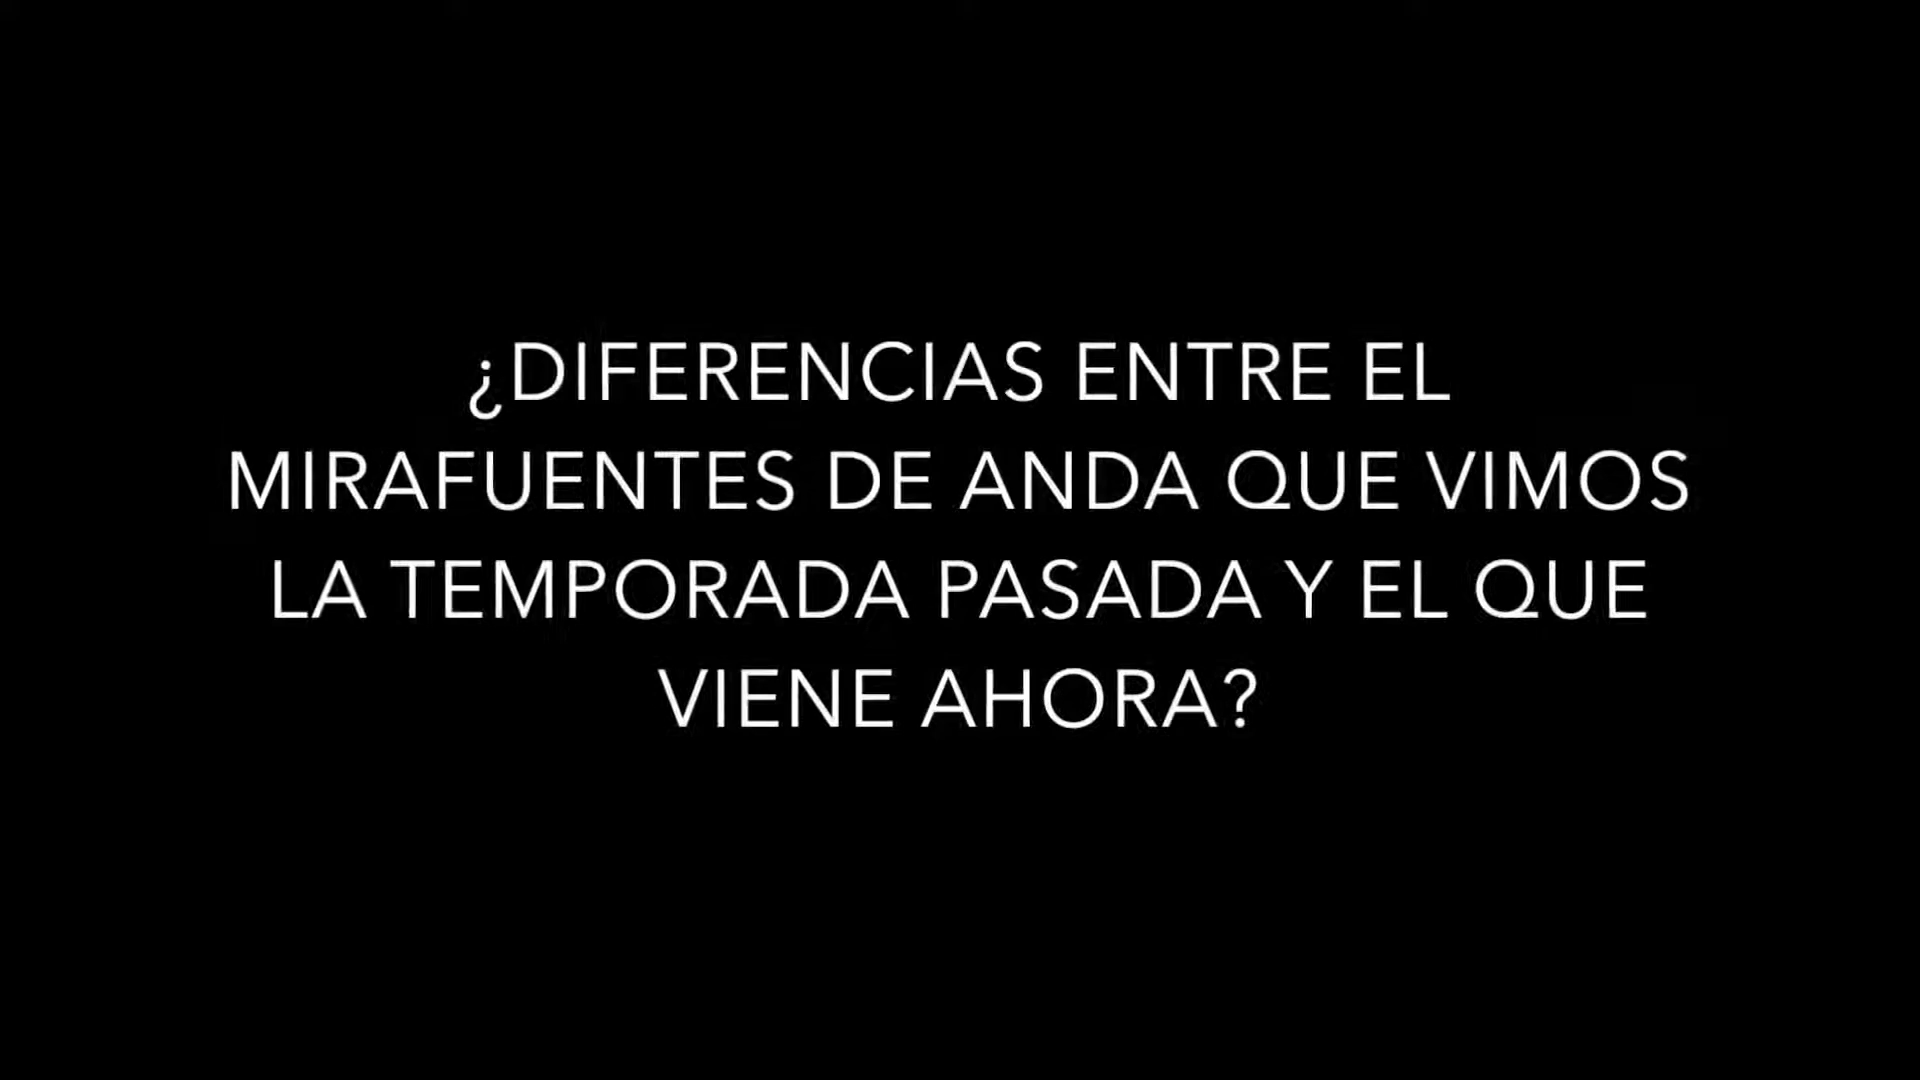 ¿DIFERENCIAS ENTRE EL
MIRAFUENTES DE ANDA QUE VIMOS
LA TEMPORADA PASADA Y EL QUE
VIENE AHORA?